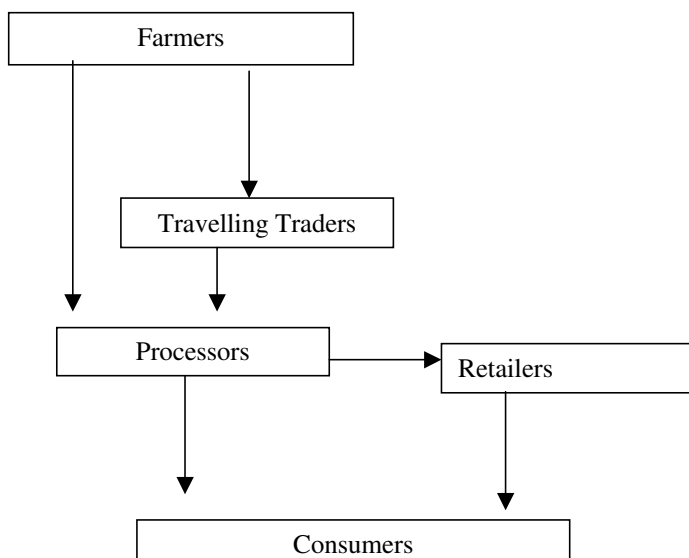 Farmers
Travelling Traders
Processors
Retailers
Consumers